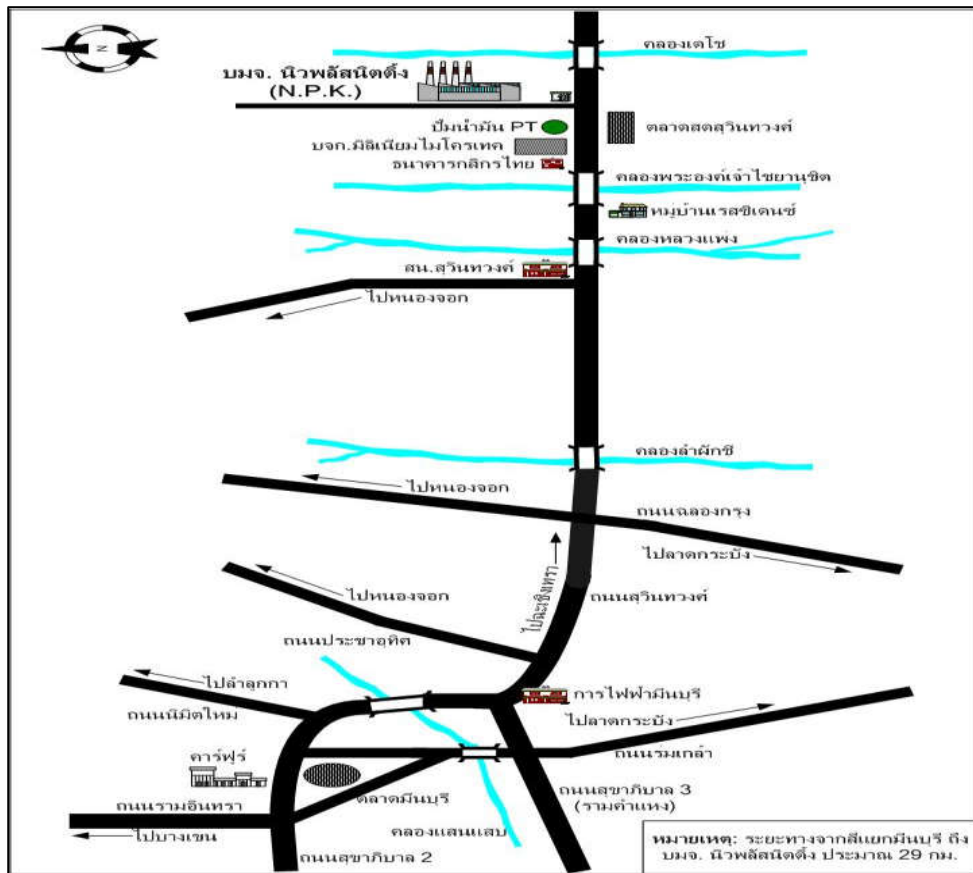 คลองเตโช
N
บมจ. นิวพลัสนิตติ้ง
(N.P.K.)
ปั๊มน้ำมัน PT
ตลาดสดสุวินทวงศ์
บจก.มิลิเนียมไมโครเทค
ธนาคารกสิกรไทย
คลองพระองค์เจ้าไชยานุชิต
หมู่บ้านเรสซิเดนซ์
คลองหลวงแพ่ง
สน.สุวินทวงศ์
ไปหนองจอก
คลองลำผักชี
ไปหนองจอก
ถนนฉลองกรุง
ไปลาดกระบัง
ไปฉะเชิงเทรา
ไปหนองจอก
ถนนสุวินทวงศ์
ถนนประชาอุทิศ
ไปลำลูกกา
การไฟฟ้ามีนบุรี
ถนนนิมิตใหม่
ไปลาดกระบัง
ถนนร่มเกล้า
คาร์ฟูร์
ตลาดมีนบุรี
ถนนสุขาภิบาล 3
(รามคำแหง)
ถนนรามอินทรา
ไปบางเขน
คลองแสนแสบ
ถนนสุขาภิบาล 2
หมายเหตุ: ระยะทางจากสี่แยกมีนบุรี ถึง
บมจ. นิวพลัสนิตติ้ง ประมาณ 29 กม.